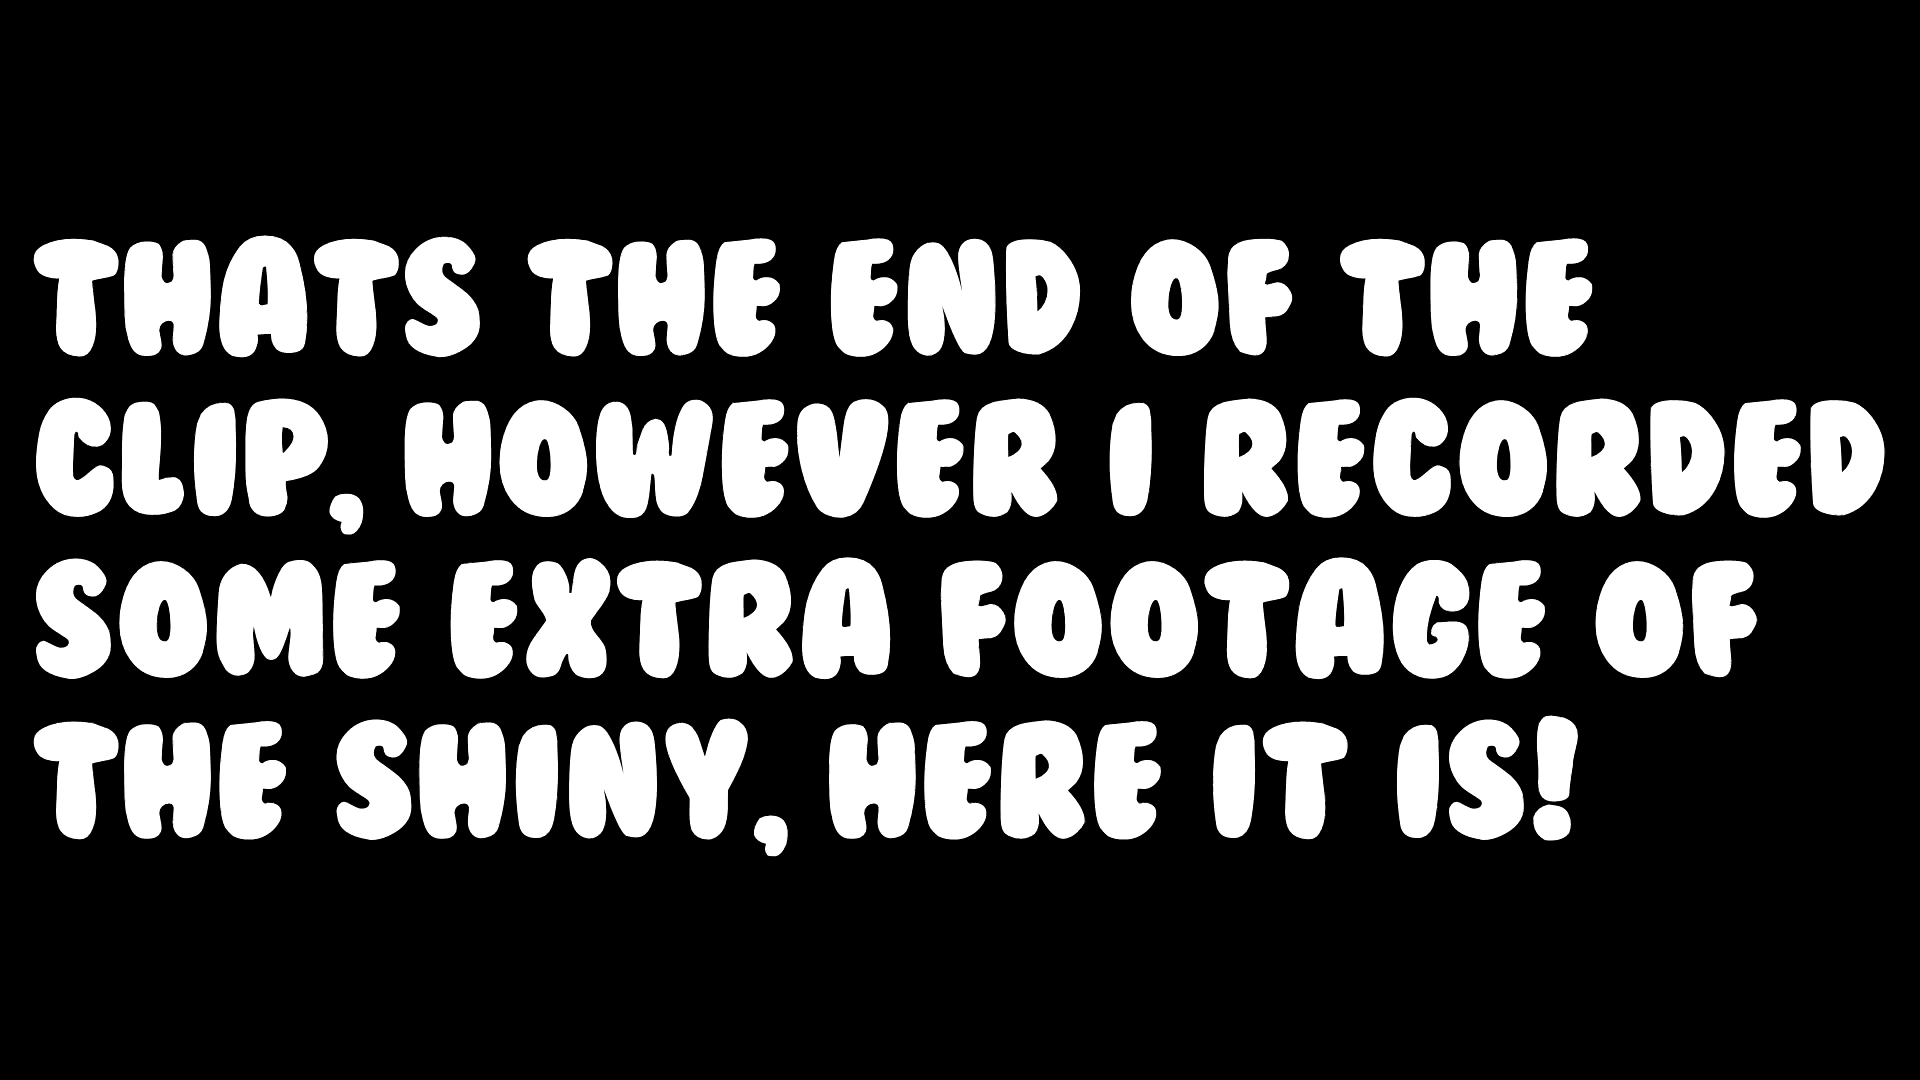 THATS THE END OF THE
CLIP, HOWEVER I RECORDED
SOME EXTRA FOOTAGE OF
THE SHINY, HERE IT IS!